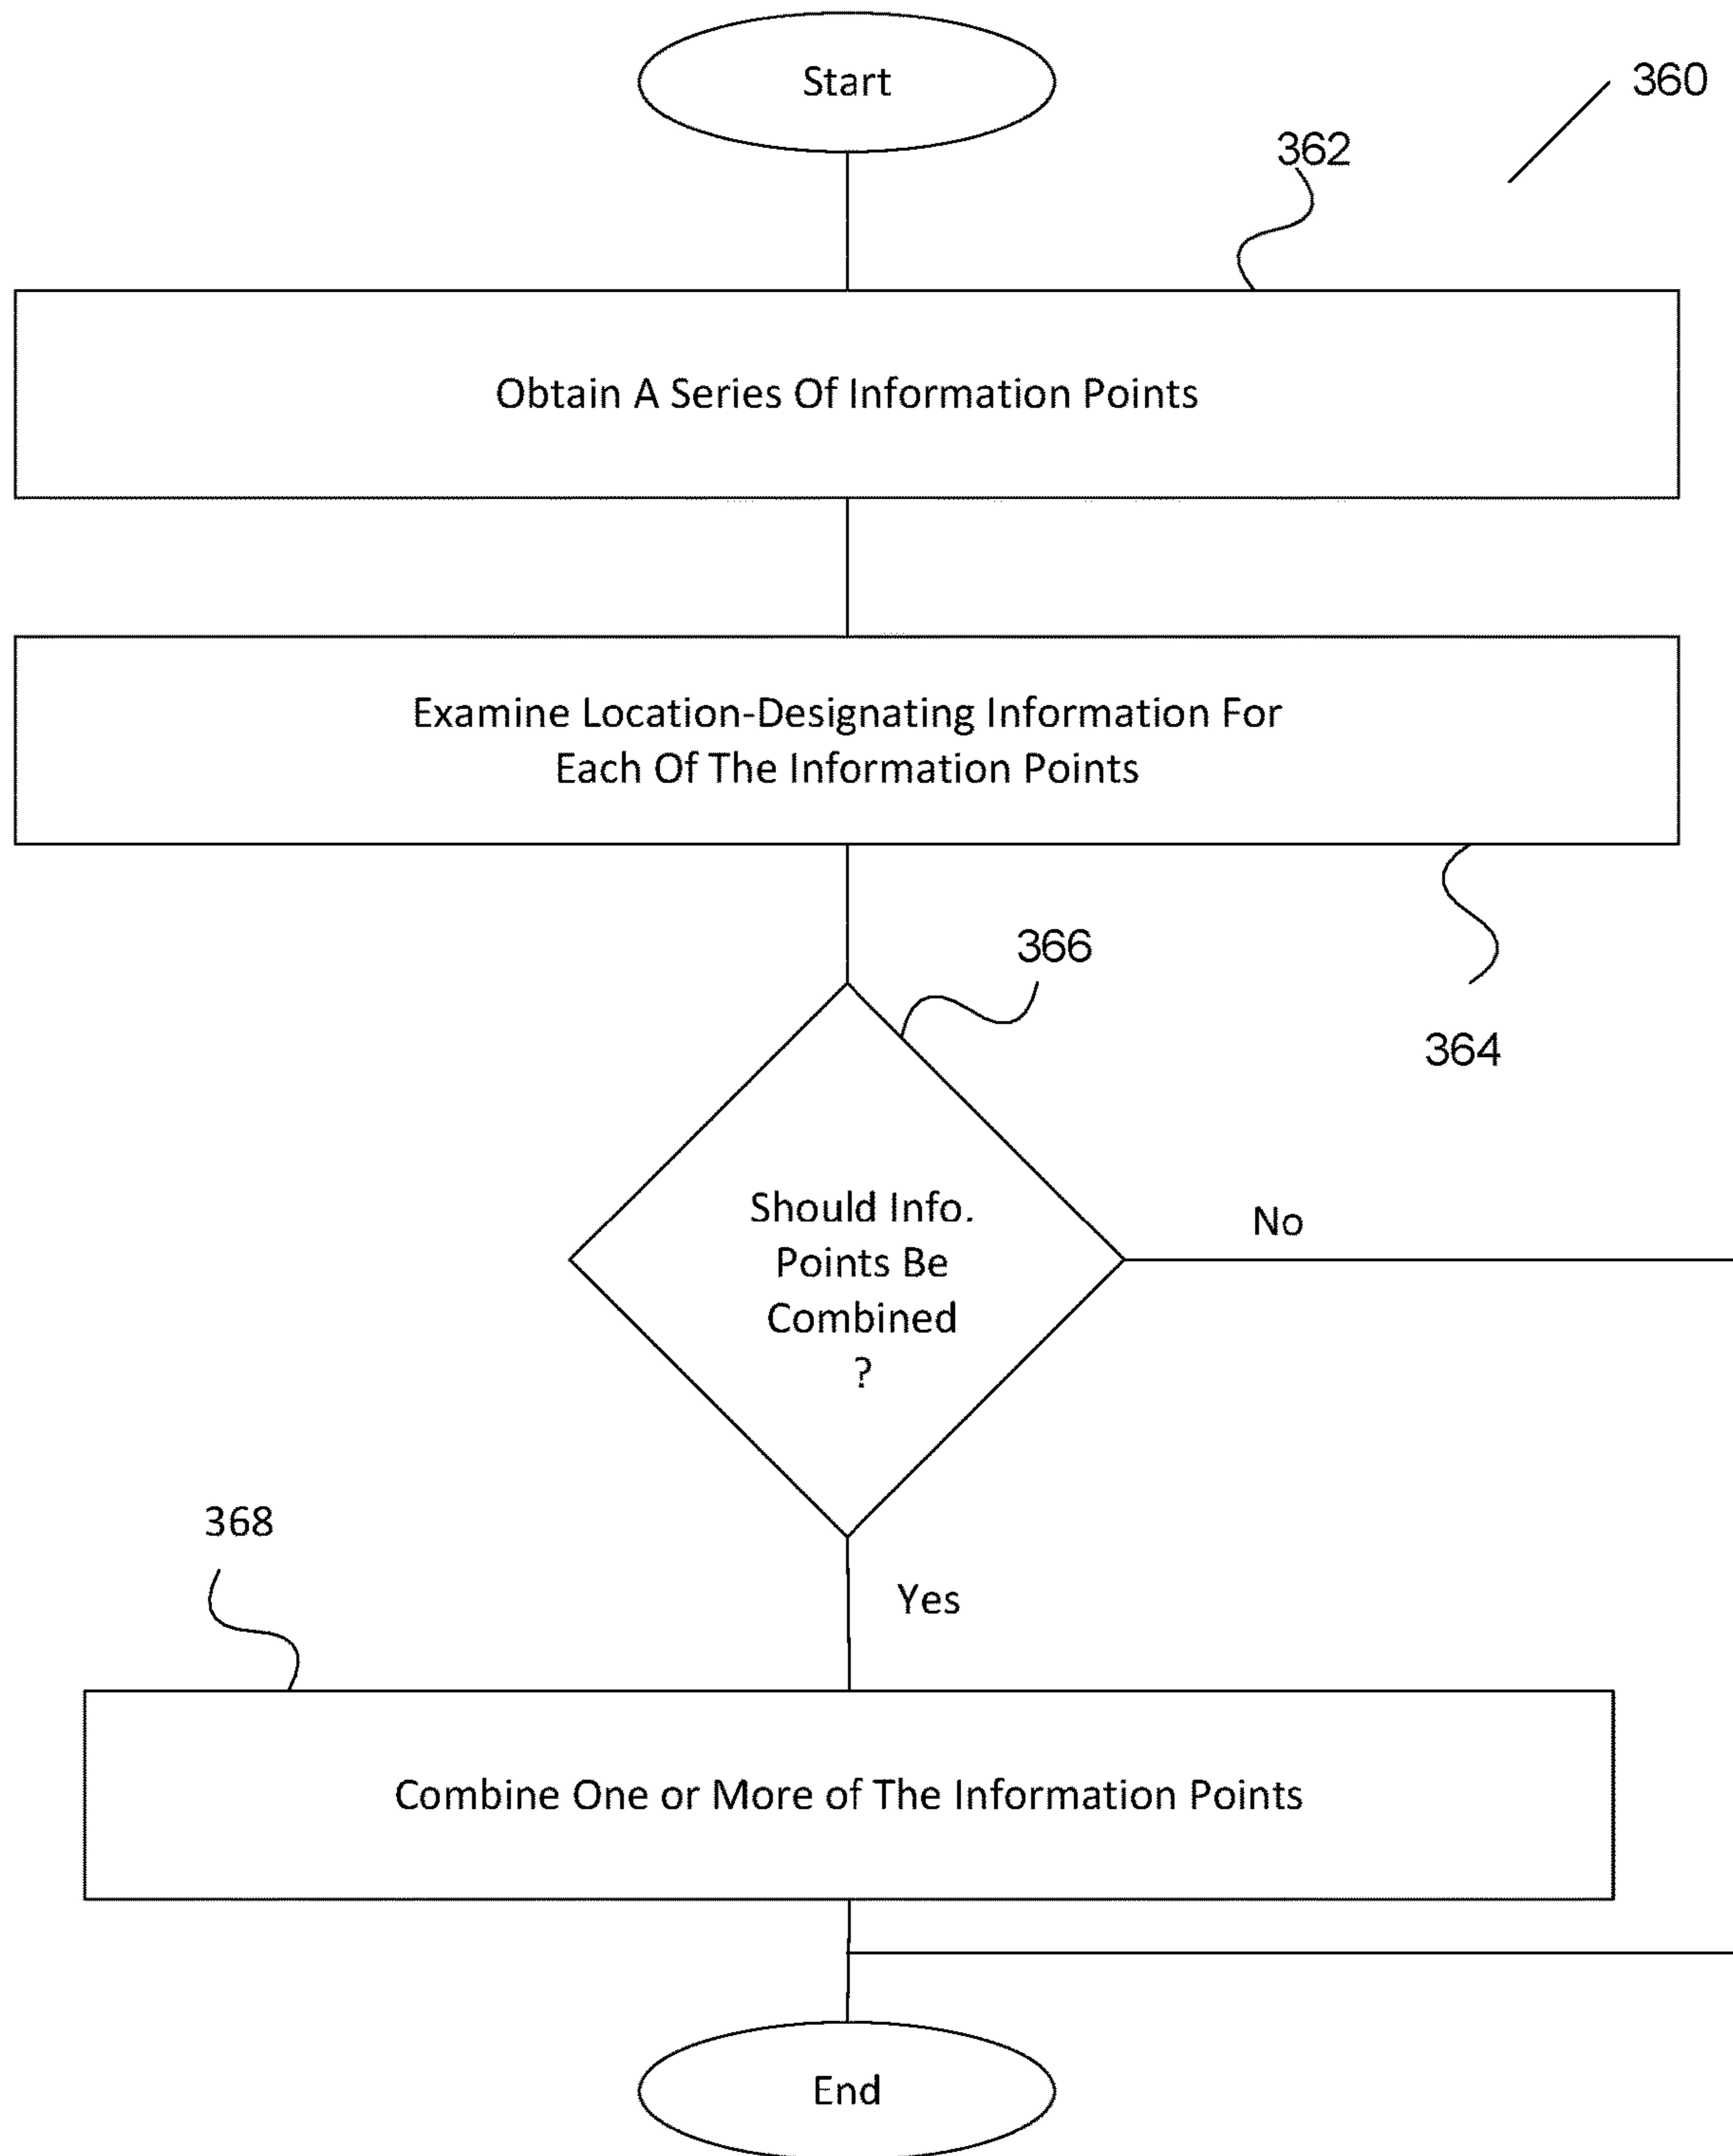 Start
360
362
Obtain A Series Of Information Points
Examine Location-Designating Information For
Each Of The Information Points
366
364
Should Info.
Points Be
Combined
?
No
368
Yes
Combine One or More of The Information Points
End